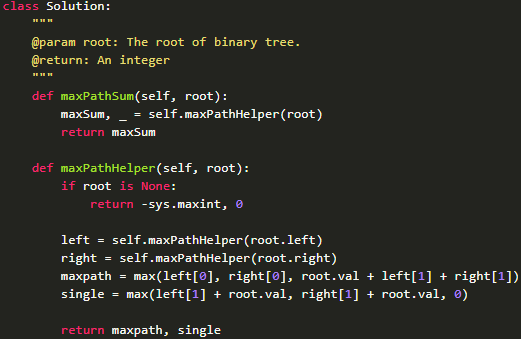 class Solution:
    """
    @param root: The root of binary tree.
    @return: An integer
    """
    def maxPathSum(self, root):
        maxSum, _ = self.maxPathHelper(root)
        return maxSum

    def maxPathHelper(self, root):
        if root is None:
            return -sys.maxint, 0

        left = self.maxPathHelper(root.left)
        right = self.maxPathHelper(root.right)
        maxpath = max(left[0], right[0], root.val + left[1] + right[1])
        single = max(left[1] + root.val, right[1] + root.val, 0)

        return maxpath, single